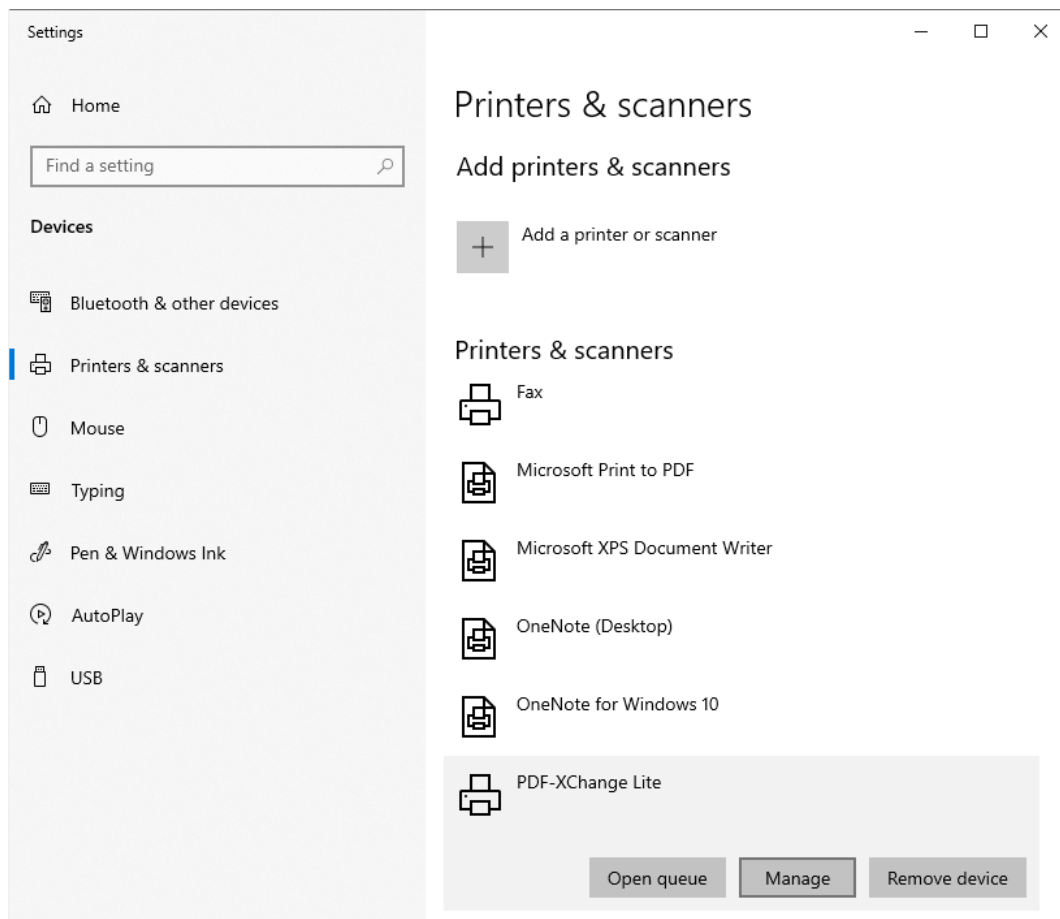 Settings
Home
Find a setting
Devices
Bluetooth & other devices
Printers & scanners
Mouse
Typing
Pen & Windows Ink
AutoPlay
USB
Printers & scanners
Add printers & scanners
Add a printer or scanner
Printers & scanners
Fax
Microsoft Print to PDF
Microsoft XPS Document Writer
OneNote (Desktop)
OneNote for Windows 10
PDF-XChange Lite
Open queue Manage Remove device